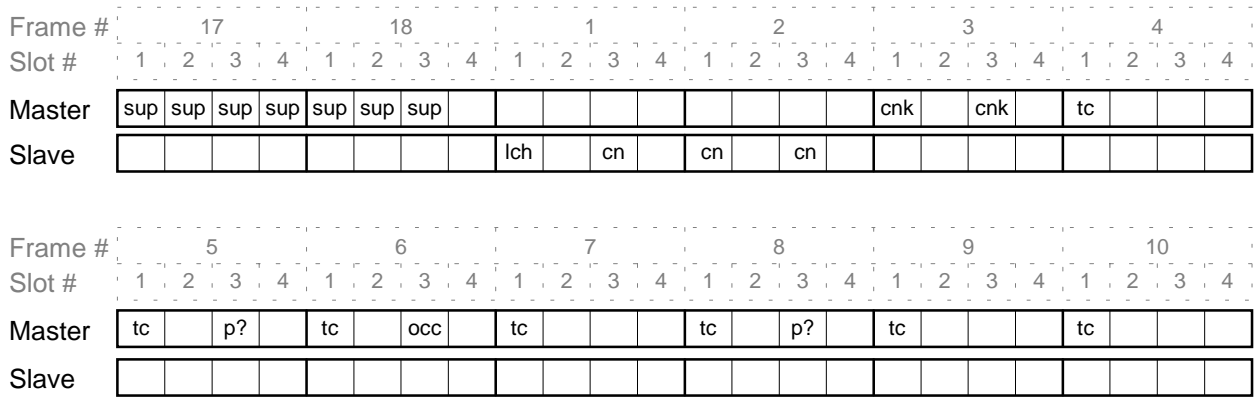 Frame # 17 18 1 2 3 4
Slot # 1 2 3 4 1 2 3 4 1 2 3 4 1 2 3 4 1 2 3 4 1 2 3 4
Master sup sup sup sup sup sup sup cnk cnk tc
Slave lch cn cn cn
Frame # 5 6 7 8 9 10
Slot # 1 2 3 4 1 2 3 4 1 2 3 4 1 2 3 4 1 2 3 4 1 2 3 4
Master tc p? tc occ tc tc p? tc tc
Slave